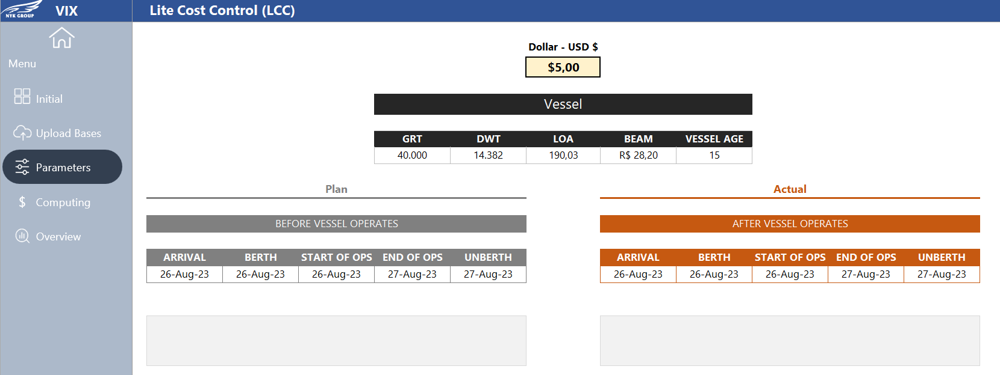 NYK GROUP
VIX
Lite Cost Control (LCC)
Menu
Initial
Upload Bases
Parameters
$ Computing
Overview
Dollar - USD $
$5,00
Vessel
GRT DWT LOA BEAM VESSEL AGE
40.000 14.382 190,03 R$ 28,20 15
Plan
BEFORE VESSEL OPERATES
ARRIVAL BERTH START OF OPS END OF OPS UNBERTH
26-Aug-23 26-Aug-23 26-Aug-23 27-Aug-23 27-Aug-23
Actual
AFTER VESSEL OPERATES
ARRIVAL BERTH START OF OPS END OF OPS UNBERTH
26-Aug-23 26-Aug-23 26-Aug-23 27-Aug-23 27-Aug-23